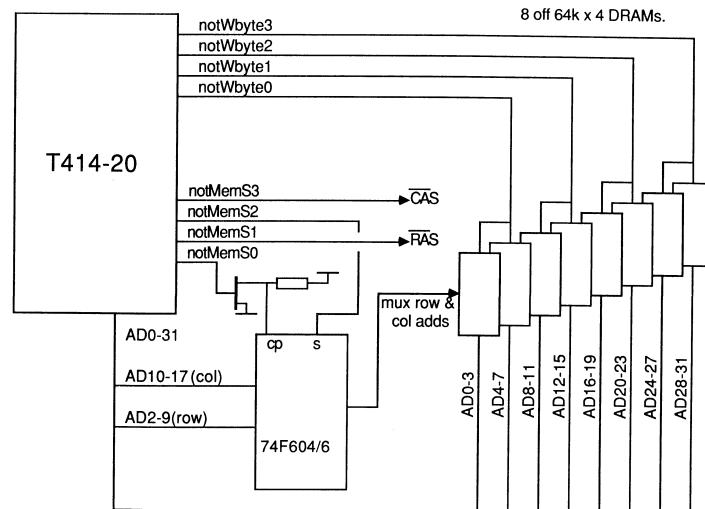 8 off 64k x 4 DRAMs.
notWbyte3
notWbyte2
notWbyte1
notWbyte0
T414-20
notMemS3
CAS
notMemS2
notMemS1
RAS
notMemS0
mux row &
col adds
AD0-31
cp
s
AD10-17 (col)
AD2-9(row)
74F604/6
AD0-3
AD4-7
AD8-11
AD12-15
AD16-19
AD20-23
AD24-27
AD28-31